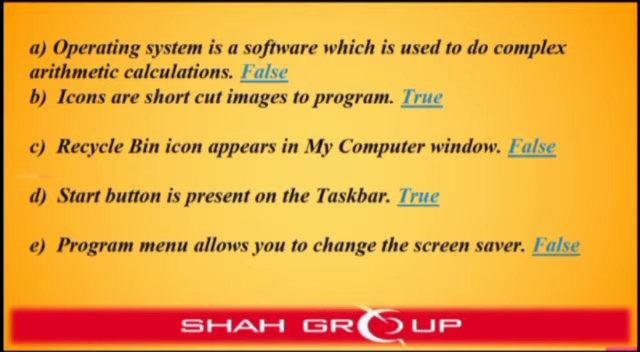 a) Operating system is a software which is used to do complex
arithmetic calculations. False
b) Icons are short cut images to program. True
c) Recycle Bin icon appears in My Computer window. False
d) Start button is present on the Taskbar. True
e) Program menu allows you to change the screen saver. False
SHAH GROUP